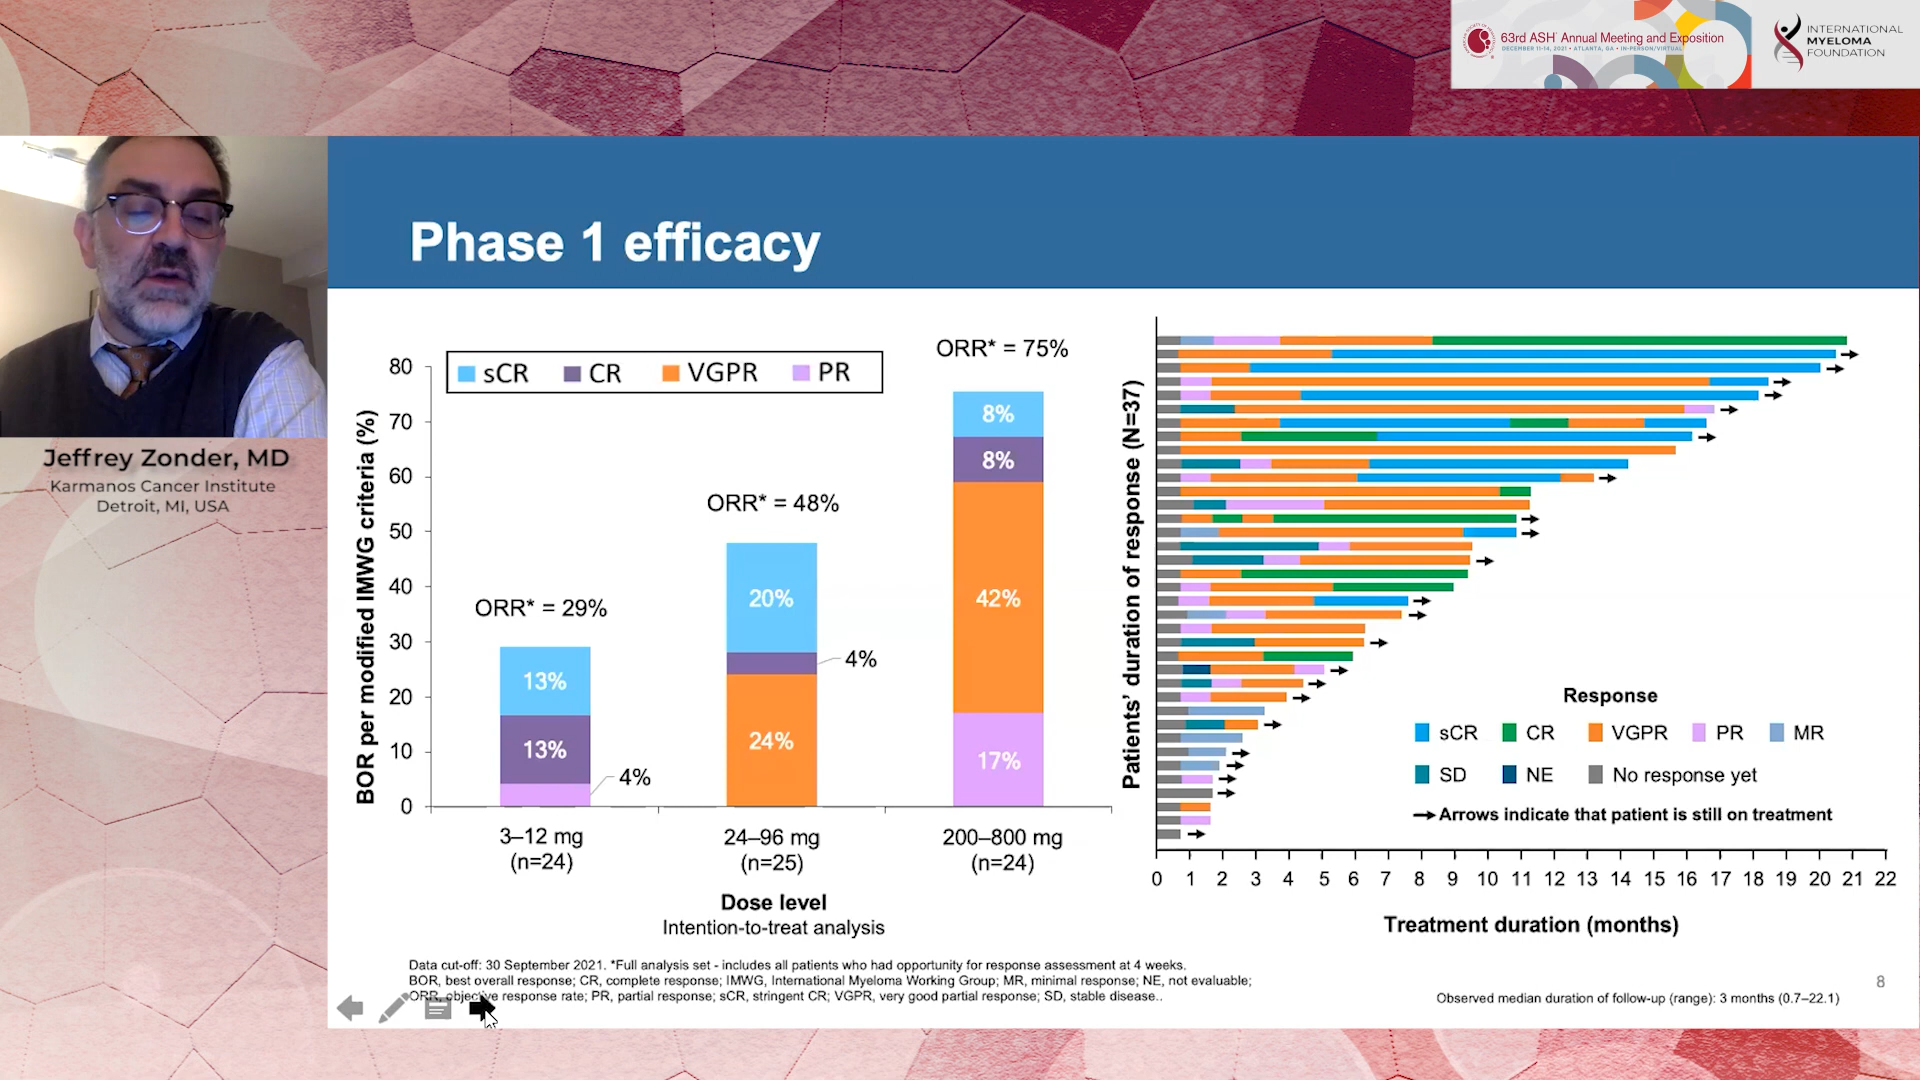 63rd ASH Annual Meeting and Exposition
DECEMBER 11-14, 2021 • ATLANTA, GA • IN-PERSON/VIRTUAL
INTERNATIONAL
MYELOMA
FOUNDATION
Jeffrey Zonder, MD
Karmanos Cancer Institute
Detroit, MI, USA
Phase 1 efficacy
BOR per modified IMWG criteria (%)
80
70
60
50
40
30
20
10
0
sCR CR VGPR PR
ORR* = 29%
13%
13%
4%
ORR* = 48%
20%
4%
24%
ORR* = 75%
8%
8%
42%
17%
3–12 mg
(n=24)
24–96 mg
(n=25)
200–800 mg
(n=24)
Dose level
Intention-to-treat analysis
Patients' duration of response (N=37)
Response
sCR CR VGPR PR MR
SD NE No response yet
Arrows indicate that patient is still on treatment
0 1 2 3 4 5 6 7 8 9 10 11 12 13 14 15 16 17 18 19 20 21 22
Treatment duration (months)
Data cut-off: 30 September 2021. *Full analysis set - includes all patients who had opportunity for response assessment at 4 weeks.
BOR, best overall response; CR, complete response; IMWG, International Myeloma Working Group; MR, minimal response; NE, not evaluable;
ORR, objective response rate; PR, partial response; sCR, stringent CR; VGPR, very good partial response; SD, stable disease..
Observed median duration of follow-up (range): 3 months (0.7–22.1)
8